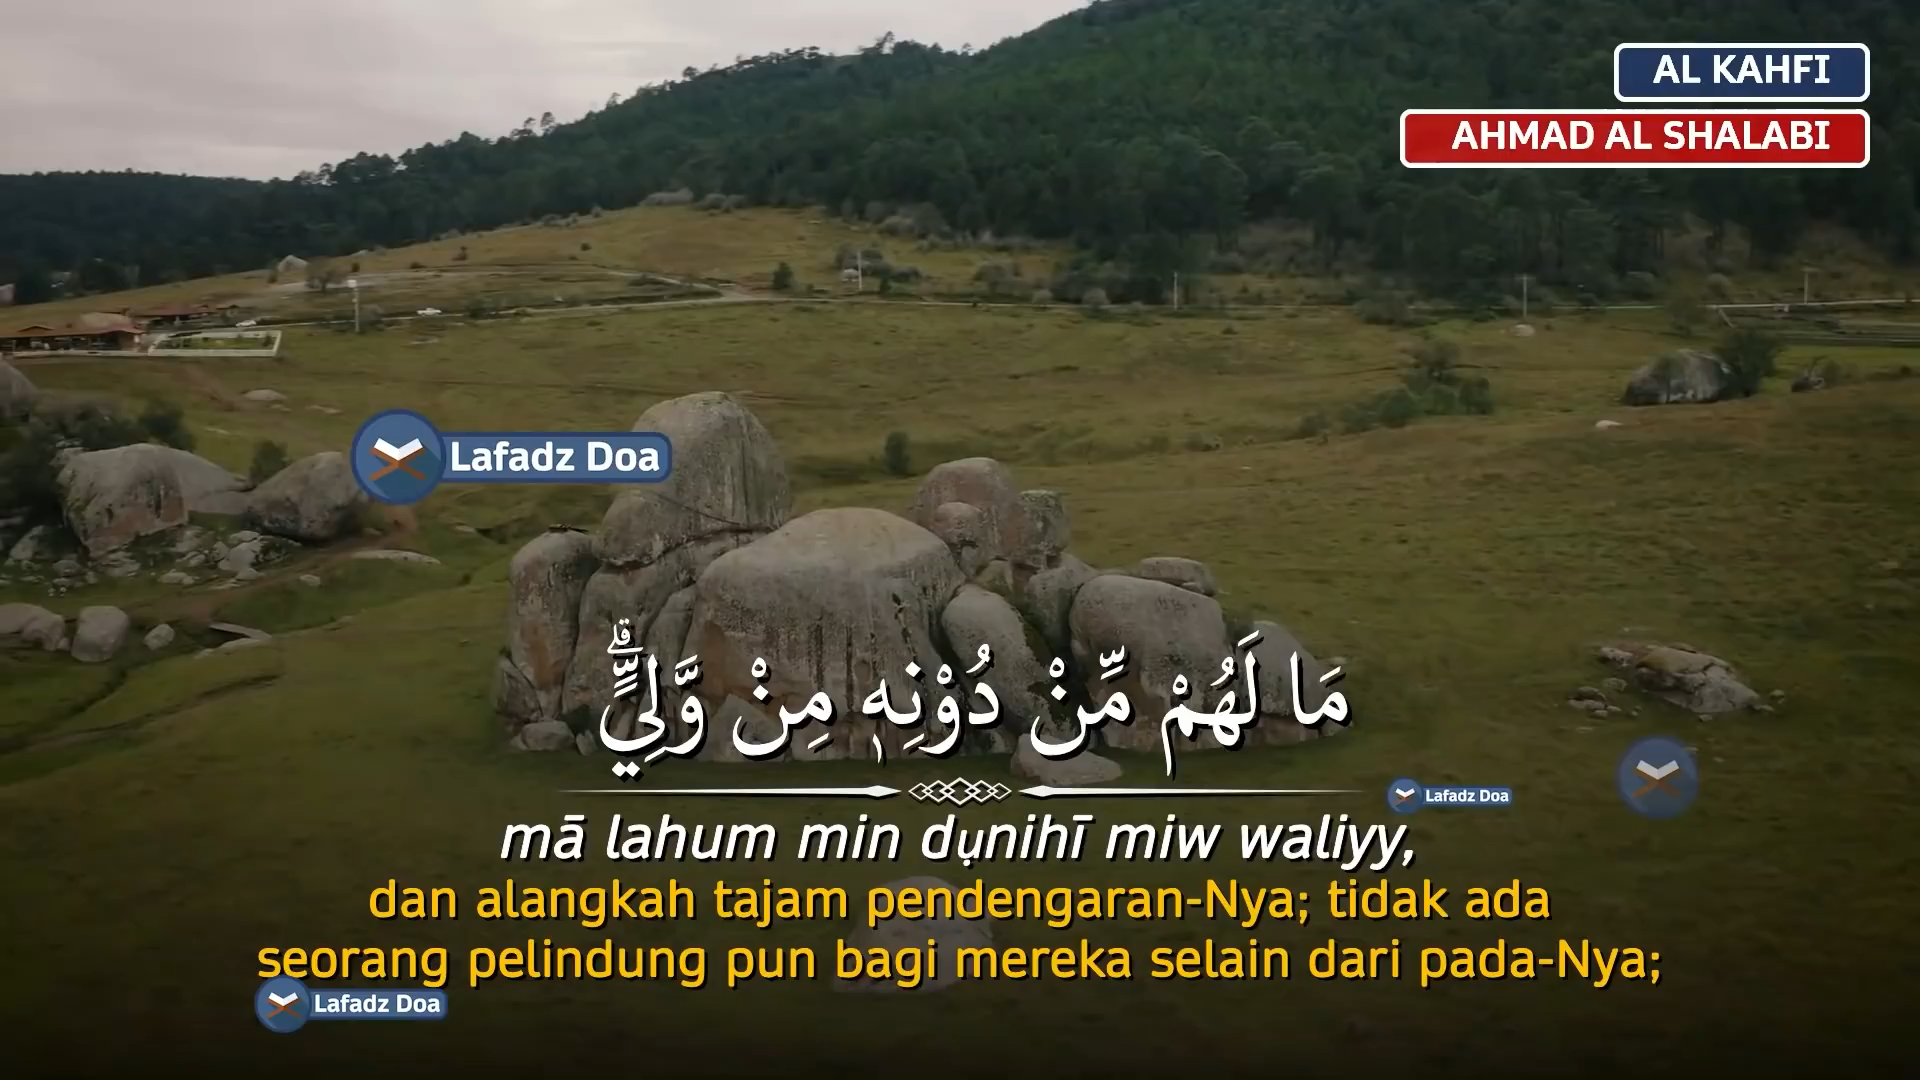 AL KAHFI
AHMAD AL SHALABI
Lafadz Doa
مَا لَهُمْ مِّنْ دُوْنِهٖ مِنْ وَّلِيٍّۗ
Lafadz Doa
mā lahum min dụnihī miw waliyy,
dan alangkah tajam pendengaran-Nya; tidak ada
seorang pelindung pun bagi mereka selain dari pada-Nya;
Lafadz Doa